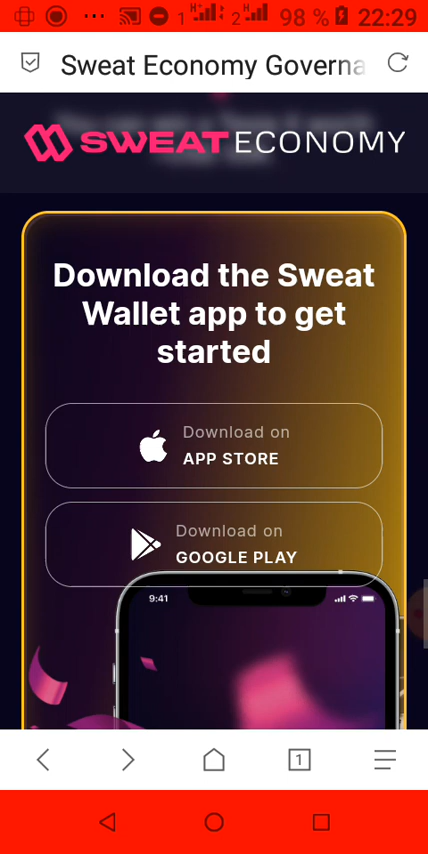 1 H+ 2 H 98 % 22:29
Sweat Economy Governa
SWEATECONOMY
Download the Sweat
Wallet app to get
started
Download on
APP STORE
Download on
GOOGLE PLAY
9:41
1